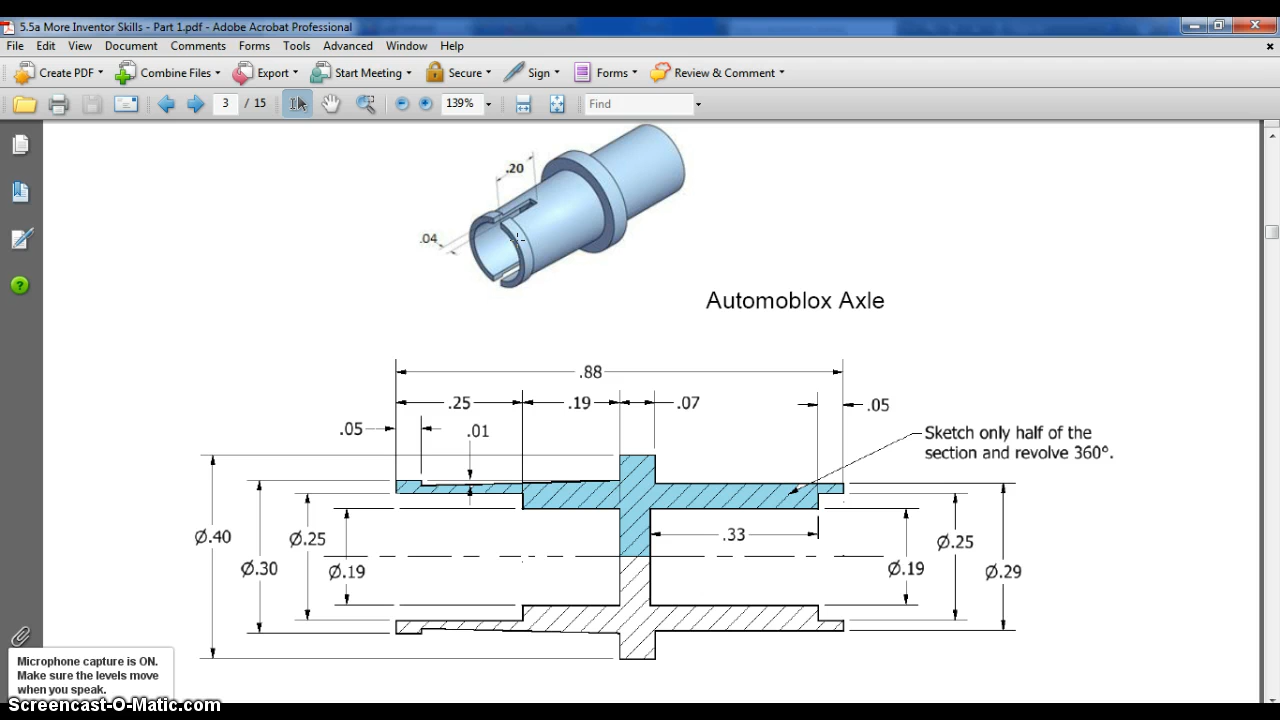 5.5a More Inventor Skills - Part 1.pdf - Adobe Acrobat Professional
File Edit View Document Comments Forms Tools Advanced Window Help
Create PDF Combine Files Export Start Meeting Secure Sign Forms Review & Comment
3 / 15 139% Find
.20
.04
Automoblox Axle
.88
.25 .19 .07 .05
.05 .01
Sketch only half of the
section and revolve 360°.
Ø.40 Ø.30 Ø.25 Ø.19 .33 Ø.19 Ø.25 Ø.29
Microphone capture is ON.
Make sure the levels move
when you speak.
Screencast-O-Matic.com